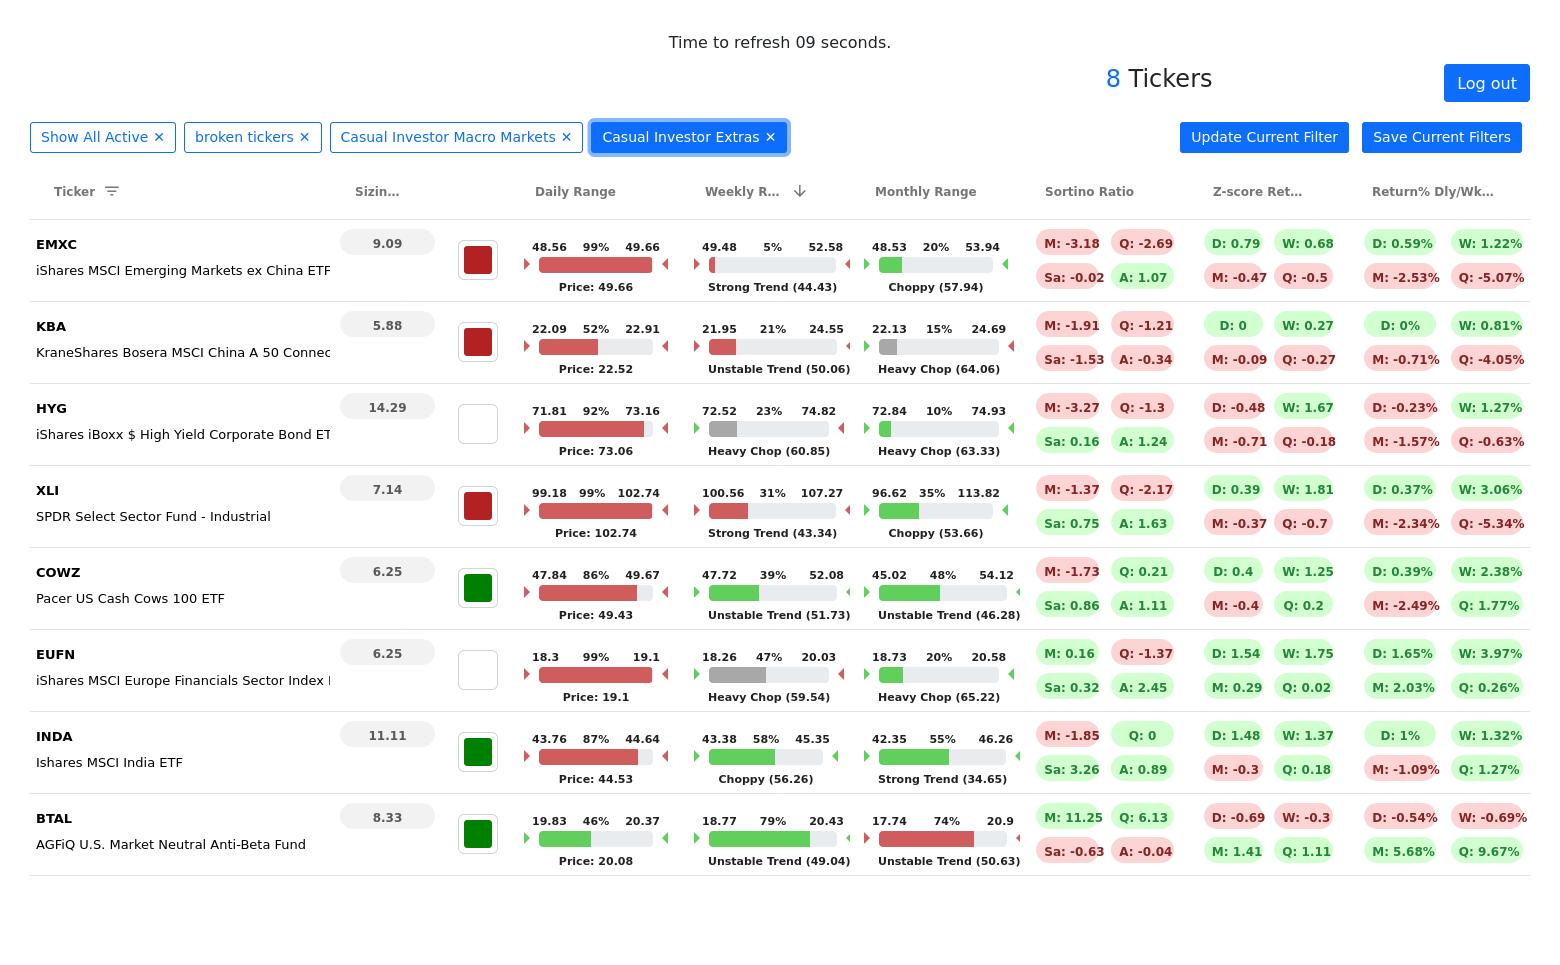 Time to refresh 09 seconds.
8 Tickers
Log out
Show All Active ✕ broken tickers ✕ Casual Investor Macro Markets ✕ Casual Investor Extras ✕ Update Current Filter Save Current Filters
Ticker Sizin... Daily Range Weekly R... Monthly Range Sortino Ratio Z-score Ret... Return% Dly/Wk...
EMXC 9.09 48.56 99% 49.66 49.48 5% 52.58 48.53 20% 53.94 M: -3.18 Q: -2.69 D: 0.79 W: 0.68 D: 0.59% W: 1.22%
iShares MSCI Emerging Markets ex China ETF Price: 49.66 Strong Trend (44.43) Choppy (57.94) Sa: -0.02 A: 1.07 M: -0.47 Q: -0.5 M: -2.53% Q: -5.07%
KBA 5.88 22.09 52% 22.91 21.95 21% 24.55 22.13 15% 24.69 M: -1.91 Q: -1.21 D: 0 W: 0.27 D: 0% W: 0.81%
KraneShares Bosera MSCI China A 50 Connec Price: 22.52 Unstable Trend (50.06) Heavy Chop (64.06) Sa: -1.53 A: -0.34 M: -0.09 Q: -0.27 M: -0.71% Q: -4.05%
HYG 14.29 71.81 92% 73.16 72.52 23% 74.82 72.84 10% 74.93 M: -3.27 Q: -1.3 D: -0.48 W: 1.67 D: -0.23% W: 1.27%
iShares iBoxx $ High Yield Corporate Bond ET Price: 73.06 Heavy Chop (60.85) Heavy Chop (63.33) Sa: 0.16 A: 1.24 M: -0.71 Q: -0.18 M: -1.57% Q: -0.63%
XLI 7.14 99.18 99% 102.74 100.56 31% 107.27 96.62 35% 113.82 M: -1.37 Q: -2.17 D: 0.39 W: 1.81 D: 0.37% W: 3.06%
SPDR Select Sector Fund - Industrial Price: 102.74 Strong Trend (43.34) Choppy (53.66) Sa: 0.75 A: 1.63 M: -0.37 Q: -0.7 M: -2.34% Q: -5.34%
COWZ 6.25 47.84 86% 49.67 47.72 39% 52.08 45.02 48% 54.12 M: -1.73 Q: 0.21 D: 0.4 W: 1.25 D: 0.39% W: 2.38%
Pacer US Cash Cows 100 ETF Price: 49.43 Unstable Trend (51.73) Unstable Trend (46.28) Sa: 0.86 A: 1.11 M: -0.4 Q: 0.2 M: -2.49% Q: 1.77%
EUFN 6.25 18.3 99% 19.1 18.26 47% 20.03 18.73 20% 20.58 M: 0.16 Q: -1.37 D: 1.54 W: 1.75 D: 1.65% W: 3.97%
iShares MSCI Europe Financials Sector Index Price: 19.1 Heavy Chop (59.54) Heavy Chop (65.22) Sa: 0.32 A: 2.45 M: 0.29 Q: 0.02 M: 2.03% Q: 0.26%
INDA 11.11 43.76 87% 44.64 43.38 58% 45.35 42.35 55% 46.26 M: -1.85 Q: 0 D: 1.48 W: 1.37 D: 1% W: 1.32%
Ishares MSCI India ETF Price: 44.53 Choppy (56.26) Strong Trend (34.65) Sa: 3.26 A: 0.89 M: -0.3 Q: 0.18 M: -1.09% Q: 1.27%
BTAL 8.33 19.83 46% 20.37 18.77 79% 20.43 17.74 74% 20.9 M: 11.25 Q: 6.13 D: -0.69 W: -0.3 D: -0.54% W: -0.69%
AGFiQ U.S. Market Neutral Anti-Beta Fund Price: 20.08 Unstable Trend (49.04) Unstable Trend (50.63) Sa: -0.63 A: -0.04 M: 1.41 Q: 1.11 M: 5.68% Q: 9.67%